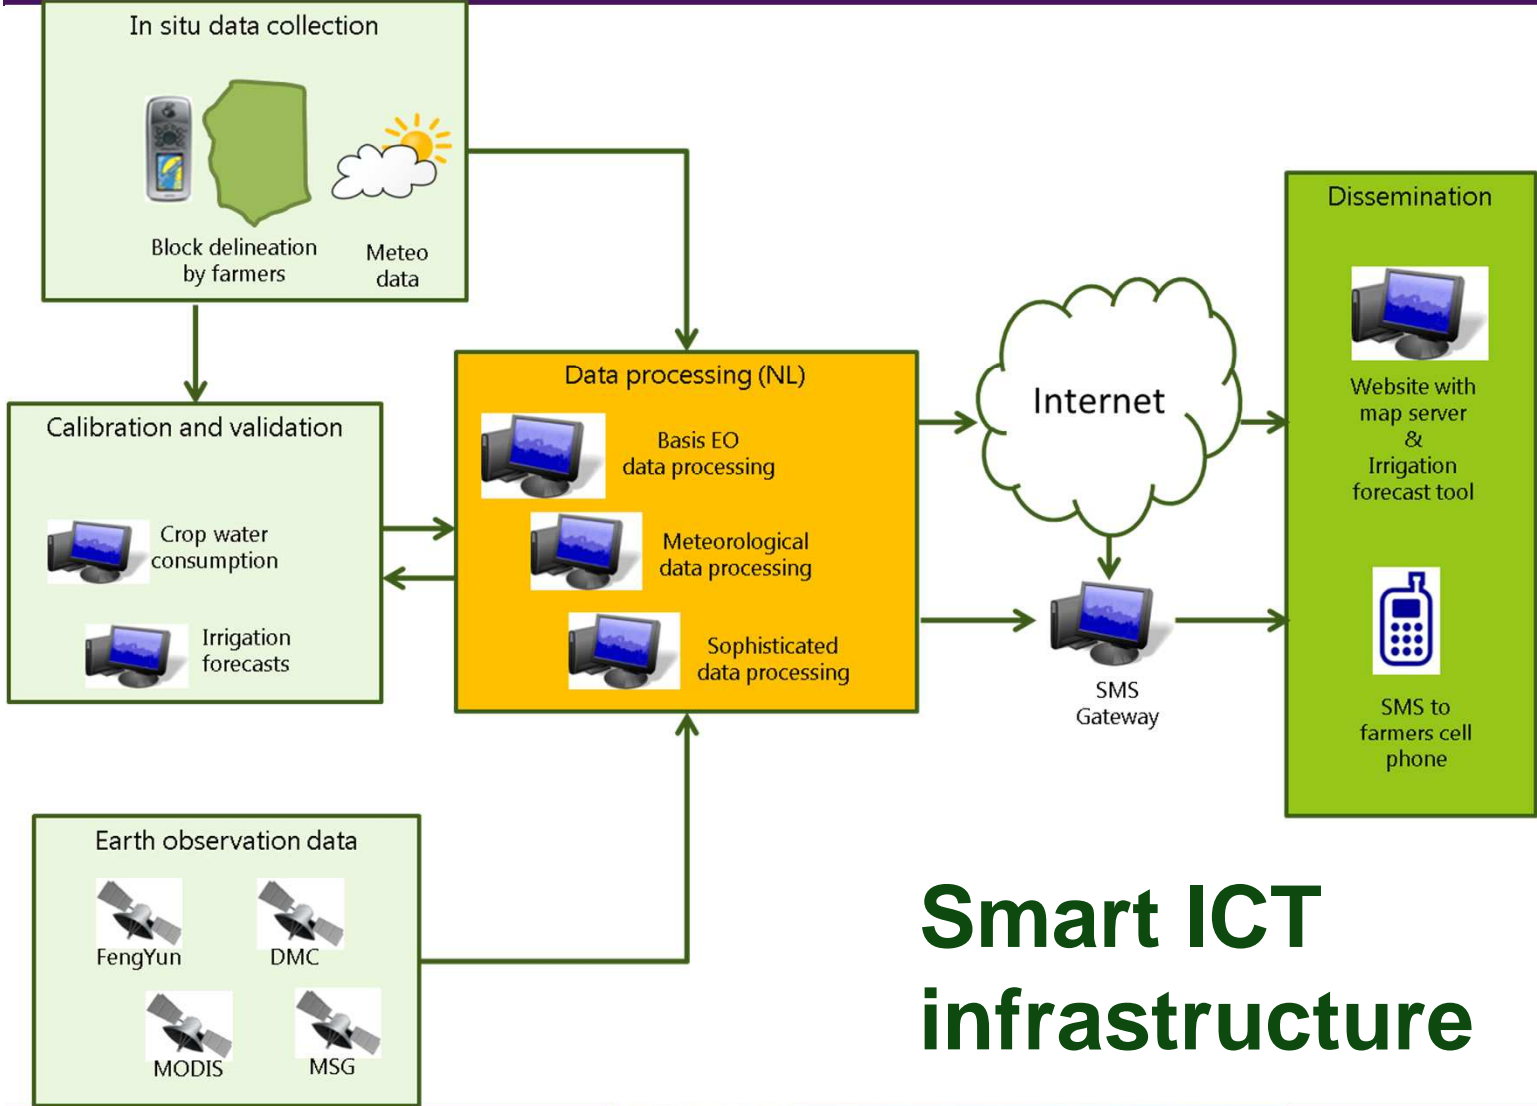 In situ data collection
Block delineation
by farmers
Meteo
data
Calibration and validation
Crop water
consumption
Irrigation
forecasts
Data processing (NL)
Basis EO
data processing
Meteorological
data processing
Sophisticated
data processing
Earth observation data
FengYun
DMC
MODIS
MSG
Internet
SMS
Gateway
Dissemination
Website with
map server
&
Irrigation
forecast tool
SMS to
farmers cell
phone
Smart ICT
infrastructure